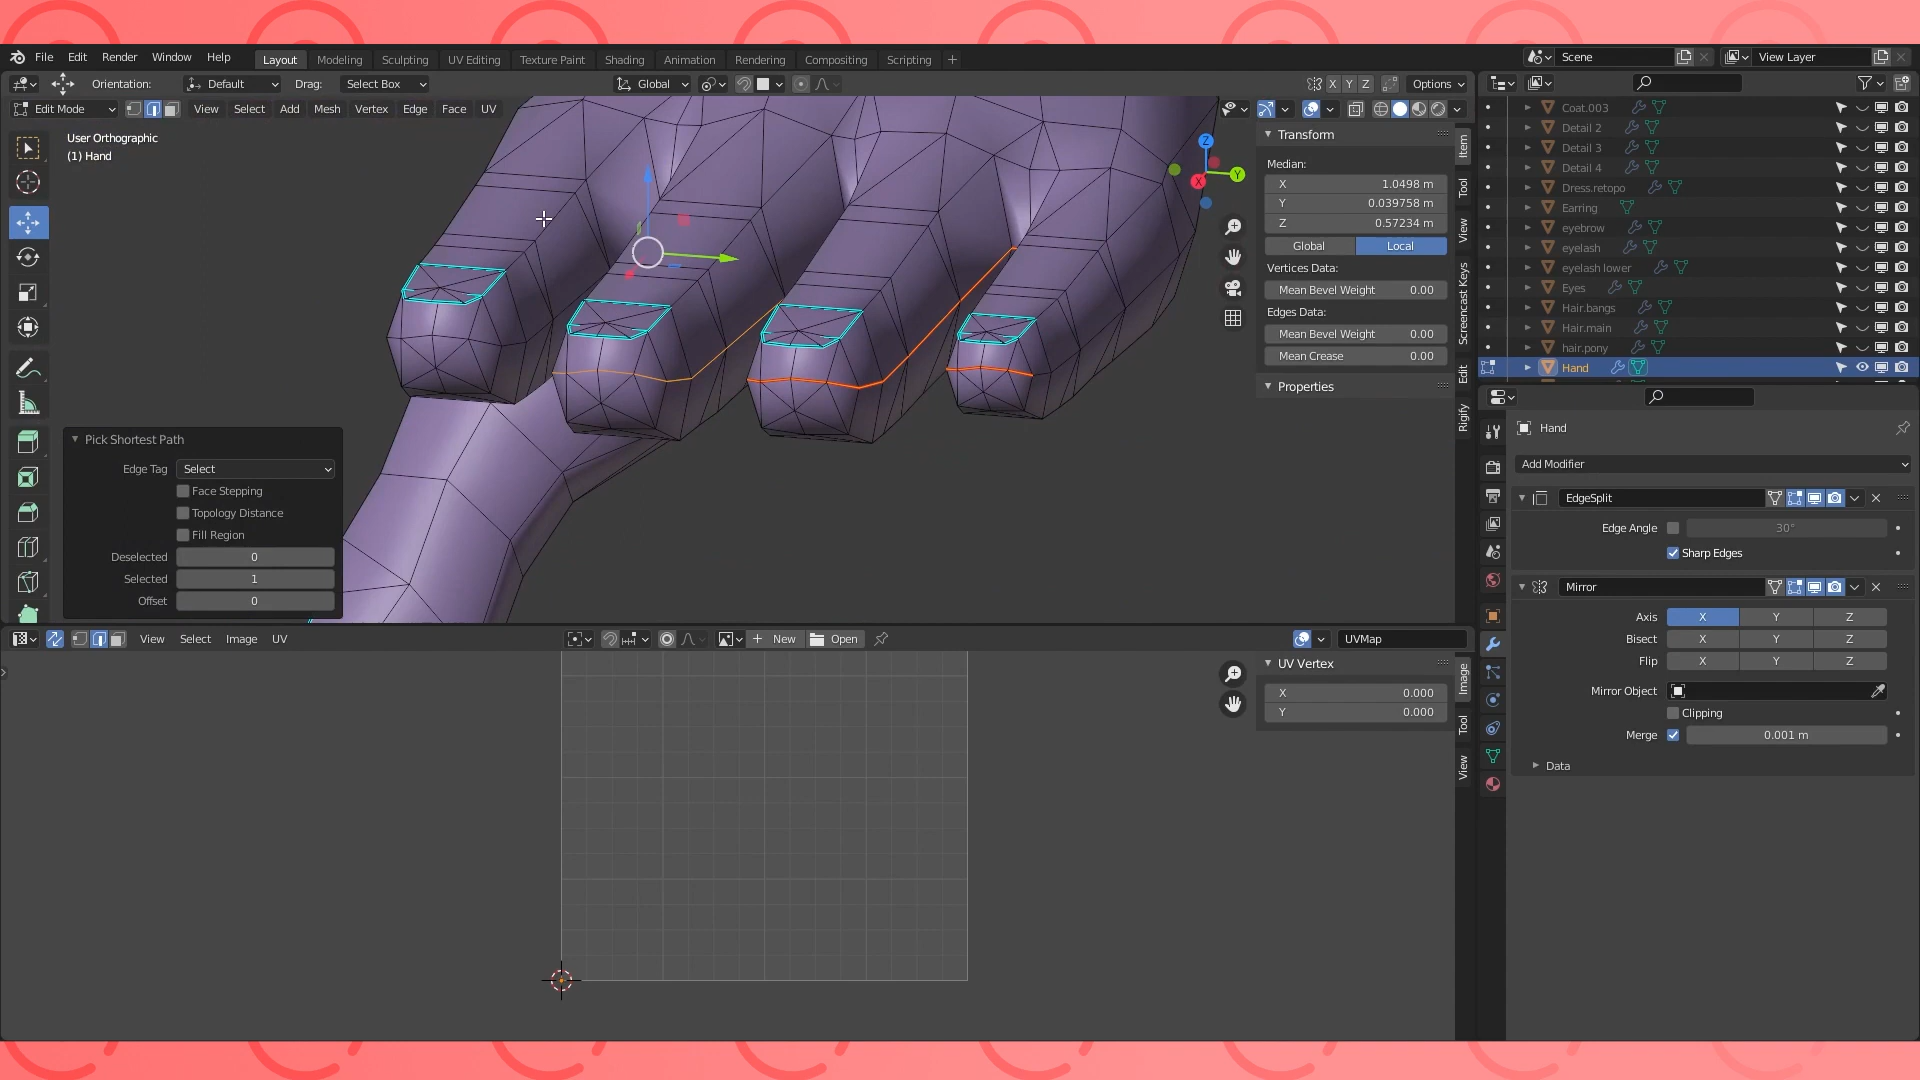 File Edit Render Window Help Layout Modeling Sculpting UV Editing Texture Paint Shading Animation Rendering Compositing Scripting Scene View Layer
Orientation: Default Drag: Select Box Global X Y Z Options
Edit Mode View Select Add Mesh Vertex Edge Face UV
User Orthographic
(1) Hand
Z
Y
X
Transform
Median:
X 1.0498 m
Y 0.039758 m
Z 0.57234 m
Global Local
Vertices Data:
Mean Bevel Weight 0.00
Edges Data:
Mean Bevel Weight 0.00
Mean Crease 0.00
Properties
Item
Tool
View
Screencast Keys
Edit
Rigify
Coat.003
Detail 2
Detail 3
Detail 4
Dress.retopo
Earring
eyebrow
eyelash
eyelash lower
Eyes
Hair.bangs
Hair.main
hair.pony
Hand
Pick Shortest Path
Edge Tag Select
Face Stepping
Topology Distance
Fill Region
Deselected 0
Selected 1
Offset 0
View Select Image UV New Open UVMap
UV Vertex
X 0.000
Y 0.000
Image
Tool
View
Hand
Add Modifier
EdgeSplit
Edge Angle 30°
Sharp Edges
Mirror
Axis X Y Z
Bisect X Y Z
Flip X Y Z
Mirror Object
Clipping
Merge 0.001 m
Data